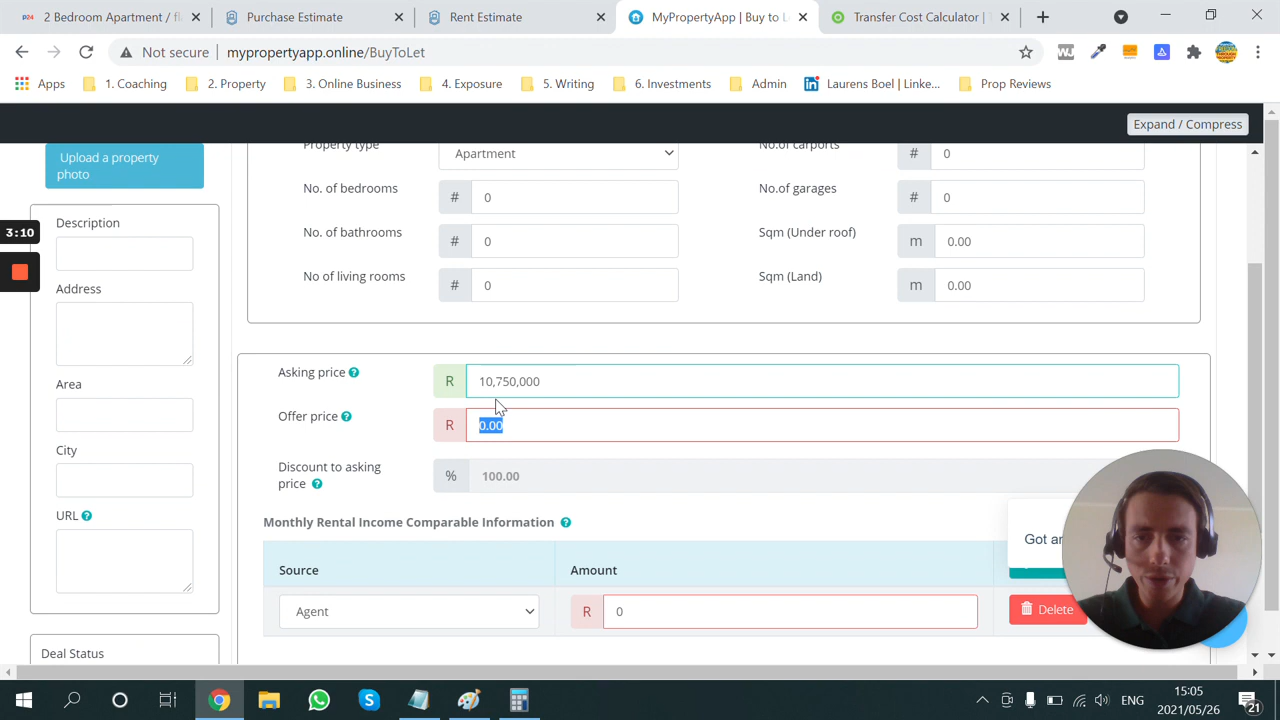 p24 2 Bedroom Apartment / fl
Purchase Estimate
Rent Estimate
MyPropertyApp | Buy to L
Transfer Cost Calculator | T
Not secure mypropertyapp.online/BuyToLet
WJ
Apps
1. Coaching
2. Property
3. Online Business
4. Exposure
5. Writing
6. Investments
Admin
in Laurens Boel | Linke...
Prop Reviews
Expand / Compress
Upload a property
photo
Description
Address
Area
City
URL ?
Deal Status
3:10
Property type Apartment
No.of carports # 0
No. of bedrooms # 0
No.of garages # 0
No. of bathrooms # 0
Sqm (Under roof) m 0.00
No of living rooms # 0
Sqm (Land) m 0.00
Asking price ? R 10,750,000
Offer price ? R 0.00
Discount to asking
price ? % 100.00
Monthly Rental Income Comparable Information ?
Source Amount
Agent R 0 Delete
Got
ENG
15:05
2021/05/26
21